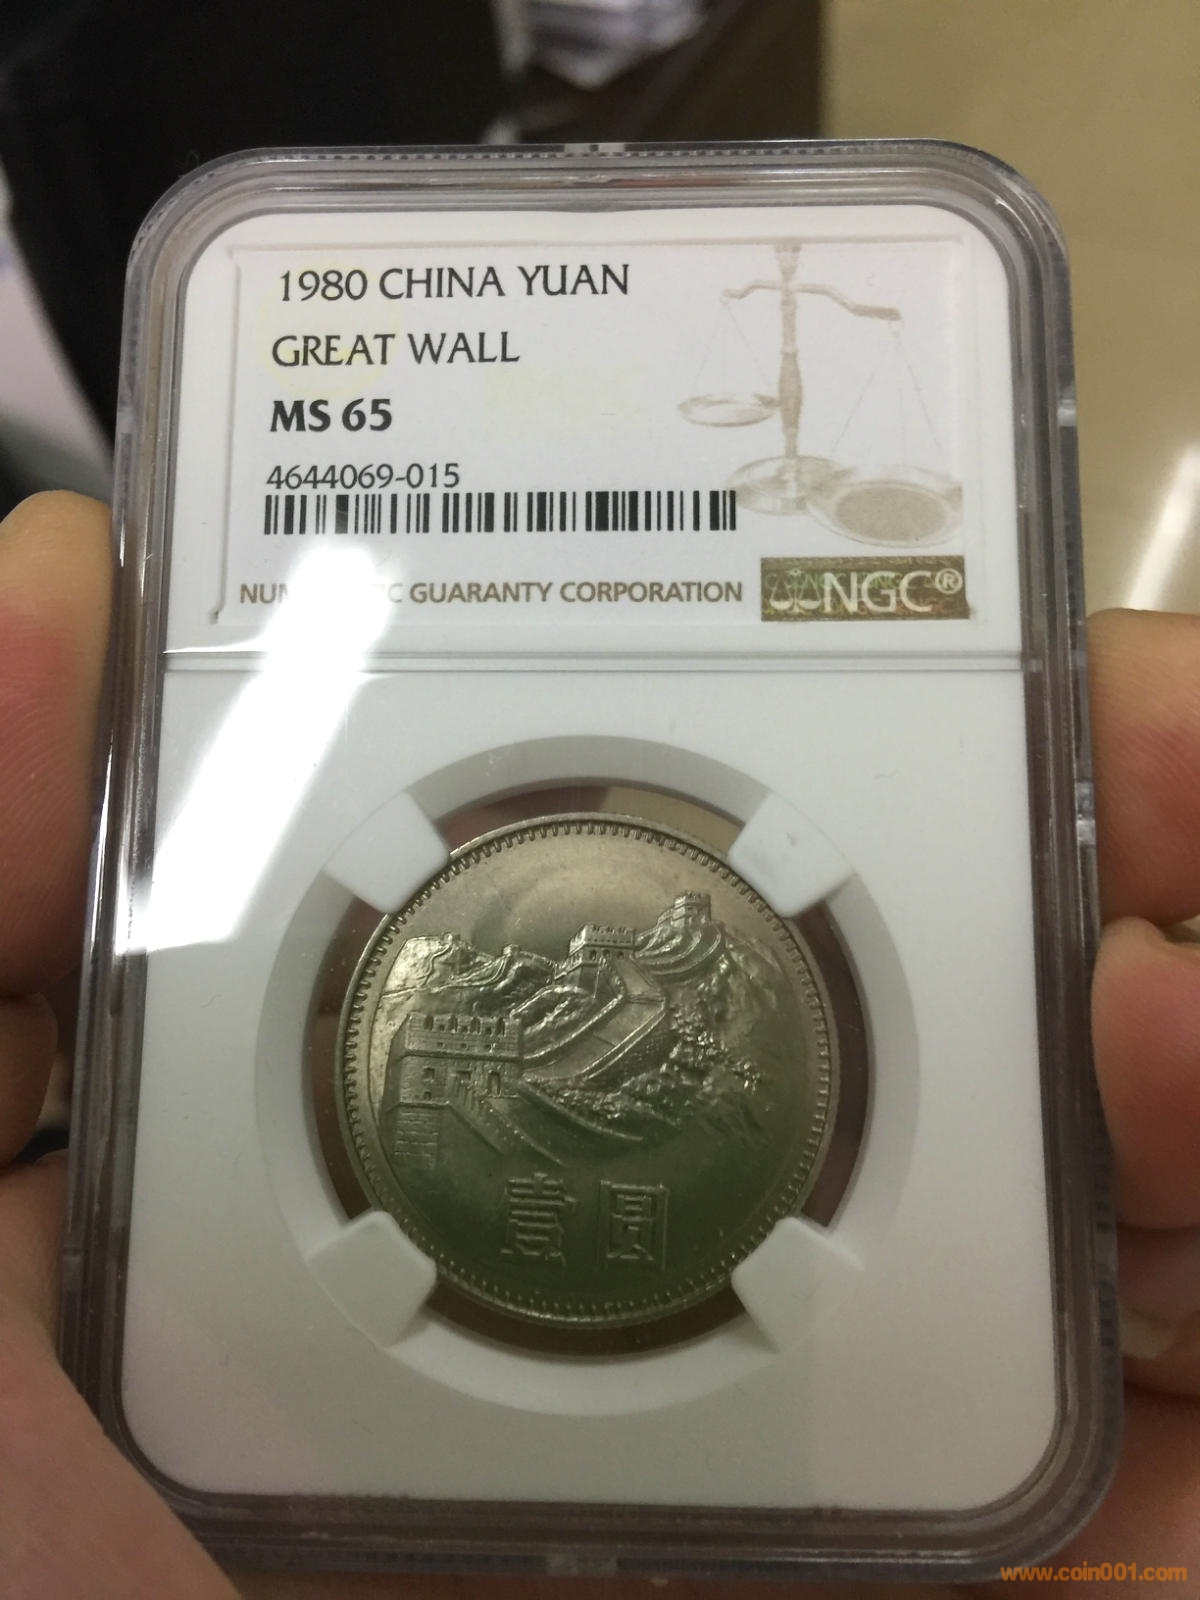 1980 CHINA YUAN
GREAT WALL
MS 65
4644069-015
GUARANTY CORPORATION
NGC®
壹圆
www.coin001.com